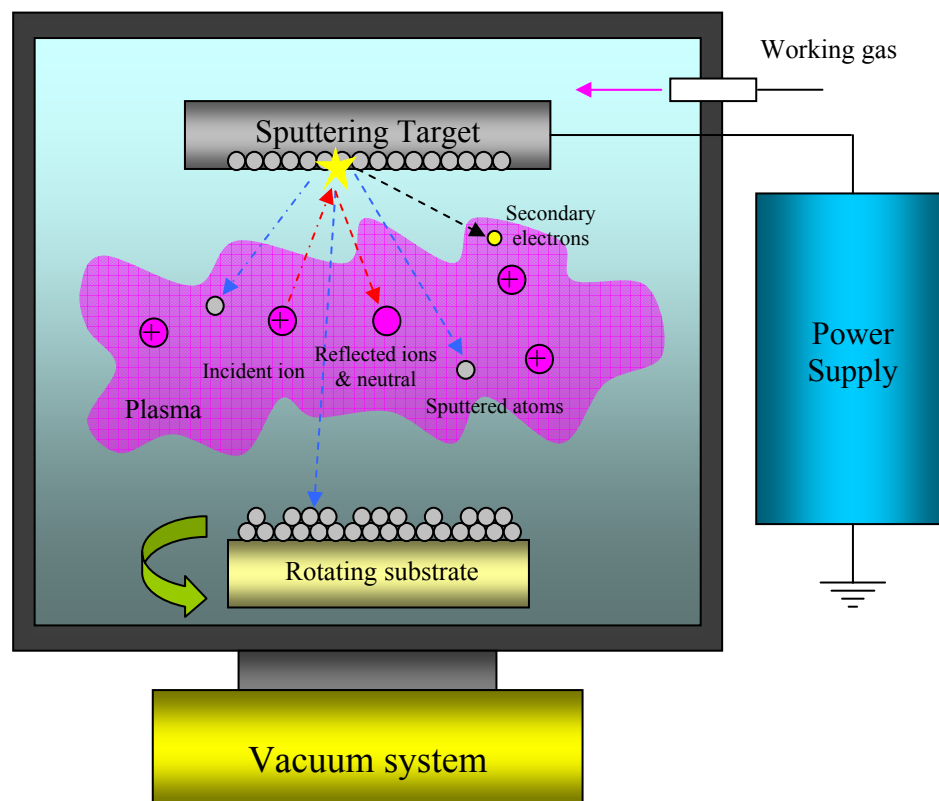 Working gas
Sputtering Target
Secondary
electrons
+
+
+
+
Incident ion
Reflected ions
& neutral
Sputtered atoms
Plasma
Power
Supply
Rotating substrate
Vacuum system